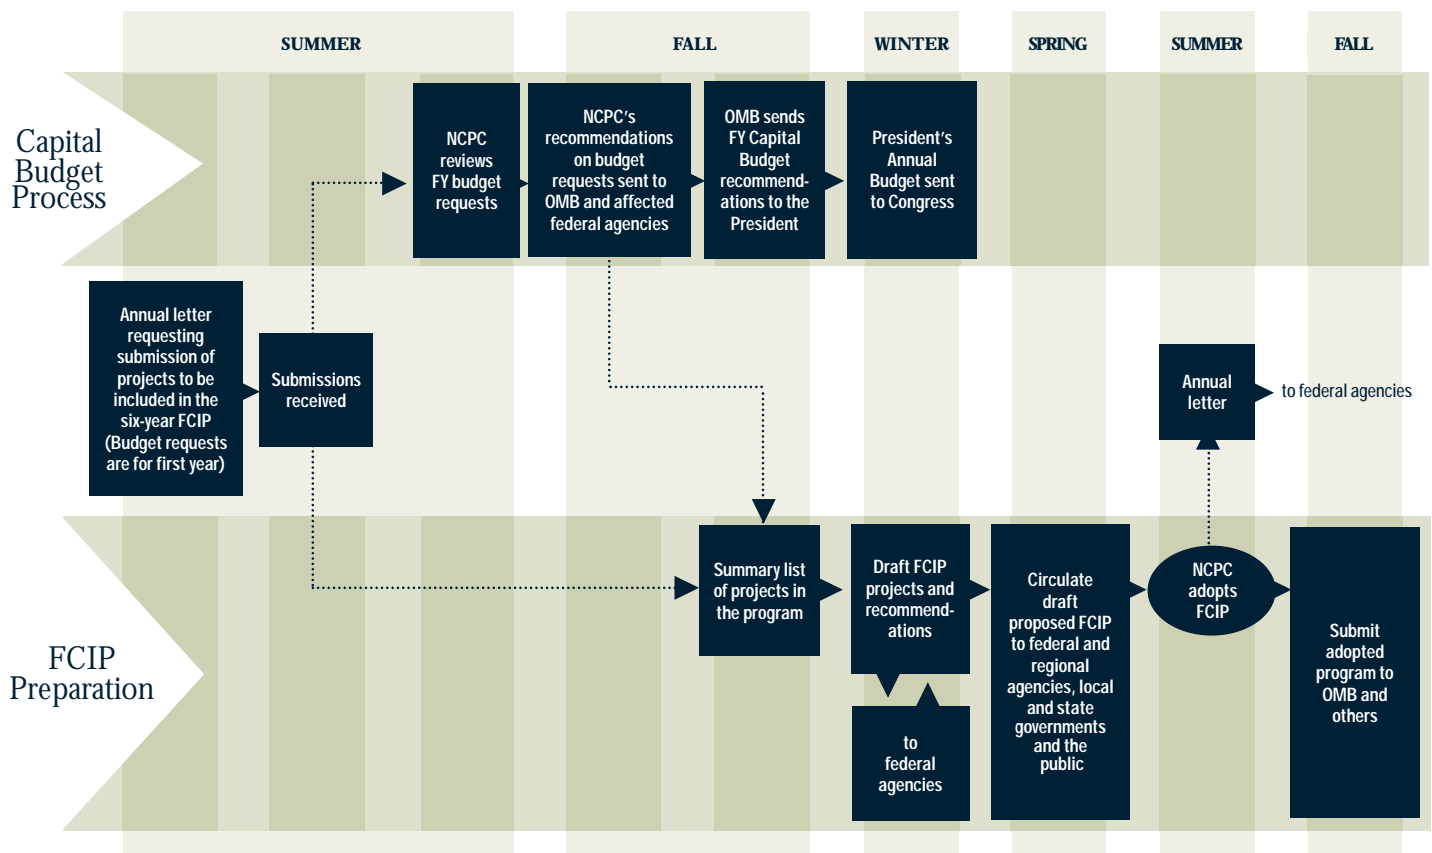 SUMMER
FALL
WINTER
SPRING
SUMMER
FALL
Capital
Budget
Process
NCPC
reviews
FY budget
requests
NCPC's
recommendations
on budget
requests sent to
OMB and affected
federal agencies
OMB sends
FY Capital
Budget
recommend-
ations to the
President
President's
Annual
Budget sent
to Congress
Annual letter
requesting
submission of
projects to be
included in the
six-year FCIP
(Budget requests
are for first year)
Submissions
received
Annual
letter
to federal agencies
FCIP
Preparation
Summary list
of projects in
the program
Draft FCIP
projects and
recommend-
ations
to
federal
agencies
Circulate
draft
proposed FCIP
to federal and
regional
agencies, local
and state
governments
and the
public
NCPC
adopts
FCIP
Submit
adopted
program to
OMB and
others